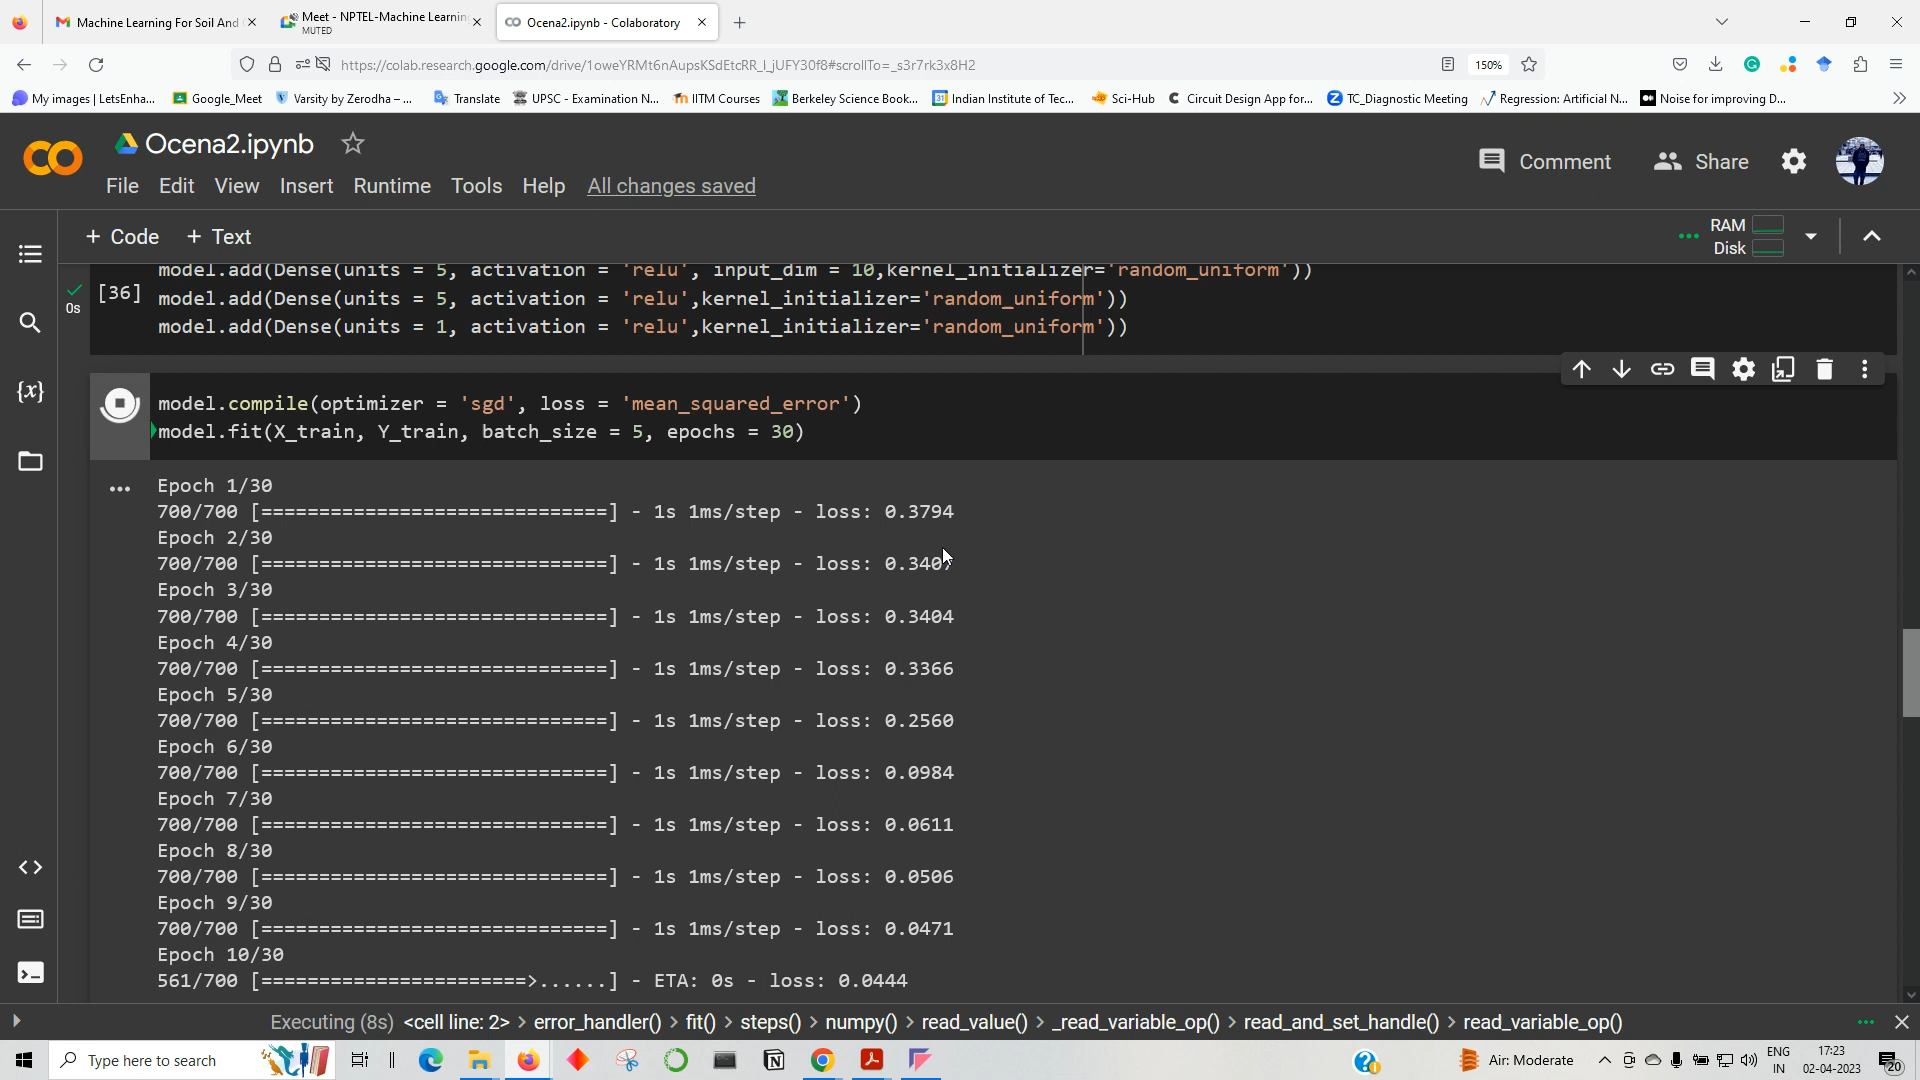 Machine Learning For Soil And
Meet - NPTEL-Machine Learning
MUTED
Ocena2.ipynb - Colaboratory
https://colab.research.google.com/drive/1oweYRMt6nAupsKSdEtcRR_l_jUFY30f8#scrollTo=_s3r7rk3x8H2
150%
My images | LetsEnha...
Google_Meet
Varsity by Zerodha – ...
Translate
UPSC - Examination N...
IITM Courses
Berkeley Science Book...
Indian Institute of Tec...
Sci-Hub
Circuit Design App for...
TC_Diagnostic Meeting
Regression: Artificial N...
Noise for improving D...
Ocena2.ipynb
Comment
Share
File Edit View Insert Runtime Tools Help All changes saved
+ Code + Text
RAM
Disk
model.add(Dense(units = 5, activation = 'relu', input_dim = 10,kernel_initializer='random_uniform'))
[36] model.add(Dense(units = 5, activation = 'relu',kernel_initializer='random_uniform'))
0s
model.add(Dense(units = 1, activation = 'relu',kernel_initializer='random_uniform'))
model.compile(optimizer = 'sgd', loss = 'mean_squared_error')
model.fit(X_train, Y_train, batch_size = 5, epochs = 30)
Epoch 1/30
700/700 [==============================] - 1s 1ms/step - loss: 0.3794
Epoch 2/30
700/700 [==============================] - 1s 1ms/step - loss: 0.3407
Epoch 3/30
700/700 [==============================] - 1s 1ms/step - loss: 0.3404
Epoch 4/30
700/700 [==============================] - 1s 1ms/step - loss: 0.3366
Epoch 5/30
700/700 [==============================] - 1s 1ms/step - loss: 0.2560
Epoch 6/30
700/700 [==============================] - 1s 1ms/step - loss: 0.0984
Epoch 7/30
700/700 [==============================] - 1s 1ms/step - loss: 0.0611
Epoch 8/30
700/700 [==============================] - 1s 1ms/step - loss: 0.0506
Epoch 9/30
700/700 [==============================] - 1s 1ms/step - loss: 0.0471
Epoch 10/30
561/700 [=======================>......] - ETA: 0s - loss: 0.0444
Executing (8s) <cell line: 2> > error_handler() > fit() > steps() > numpy() > read_value() > _read_variable_op() > read_and_set_handle() > read_variable_op()
Type here to search
Air: Moderate
ENG
IN
17:23
02-04-2023
20